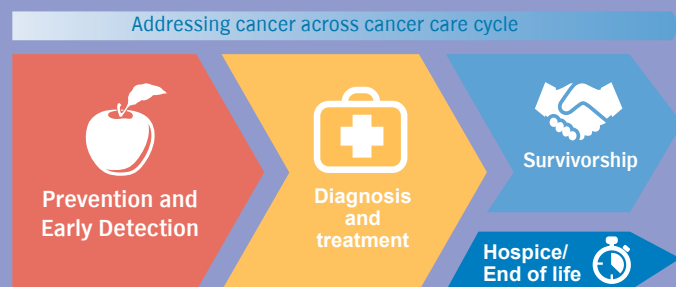 Addressing cancer across cancer care cycle
Prevention and
Early Detection
Diagnosis
and
treatment
Survivorship
Hospice/
End of life